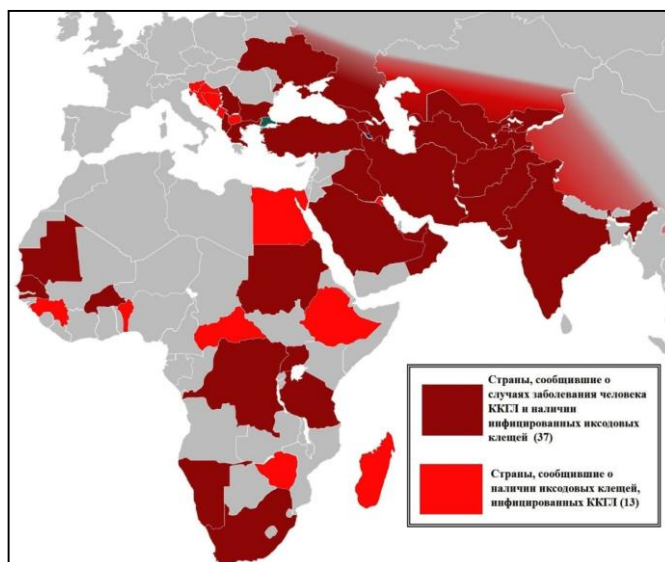 Страны, сообщившие о
случаях заболевания человека
ККГЛ и наличии
инфицированных иксодовых
клещей (37)
Страны, сообщившие о
наличии иксодовых клещей,
инфицированных ККГЛ (13)